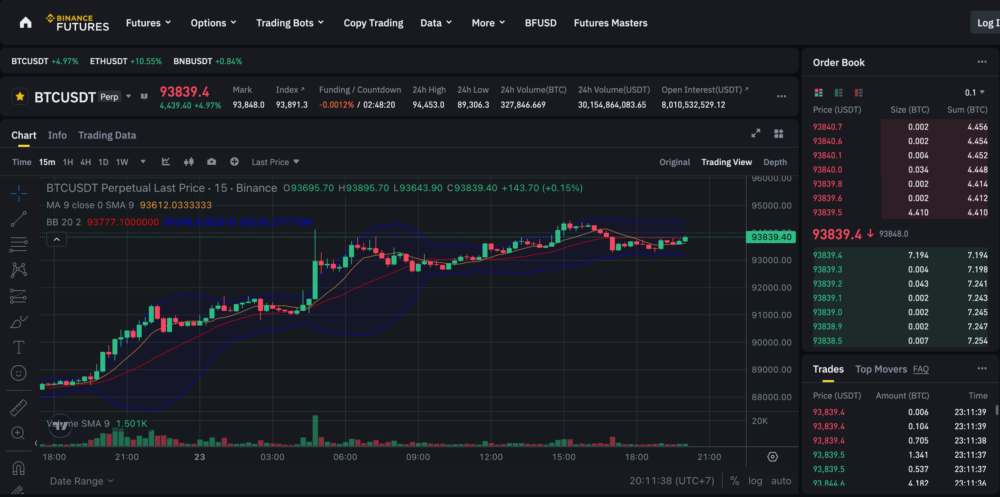 BINANCE FUTURES
Futures Options Trading Bots Copy Trading Data More BFUSD Futures Masters Log I
BTCUSDT +4.97% ETHUSDT +10.55% BNBUSDT +0.84%
BTCUSDT Perp
93839.4
4,439.40 +4.97%
Mark
93,848.0
Index
93,891.3
Funding / Countdown
-0.0012% / 02:48:20
24h High
94,453.0
24h Low
89,306.3
24h Volume(BTC)
327,846.669
24h Volume(USDT)
30,154,864,083.65
Open Interest(USDT)
8,010,532,529.12
Chart Info Trading Data
Time 15m 1H 4H 1D 1W Last Price Original Trading View Depth
BTCUSDT Perpetual Last Price · 15 · Binance O93695.70 H93895.70 L93643.90 C93839.40 +143.70 (+0.15%)
MA 9 close 0 SMA 9 93612.0333333
BB 20 2 93777.1000000 94348.8282816 93205.3717184
96000.00
95000.00
93839.40
93000.00
92000.00
91000.00
90000.00
89000.00
88000.00
Volume SMA 9 1.501K
20K
18:00 21:00 23 03:00 06:00 09:00 12:00 15:00 18:00 21:00
Date Range 20:11:38 (UTC+7) % log auto
Order Book
0.1
Price (USDT) Size (BTC) Sum (BTC)
93840.7 0.002 4.456
93840.6 0.002 4.454
93840.1 0.004 4.452
93840.0 0.034 4.448
93839.8 0.002 4.414
93839.6 0.002 4.412
93839.5 4.410 4.410
93839.4 93848.0
93839.4 7.194 7.194
93839.3 0.004 7.198
93839.2 0.043 7.241
93839.1 0.002 7.243
93839.0 0.002 7.245
93838.9 0.002 7.247
93838.5 0.007 7.254
Trades Top Movers FAQ
Price (USDT) Amount (BTC) Time
93,839.4 0.006 23:11:39
93,839.4 0.104 23:11:39
93,839.4 0.705 23:11:38
93,839.5 1.341 23:11:37
93,839.5 0.537 23:11:37
93,844.6 4.182 23:11:36